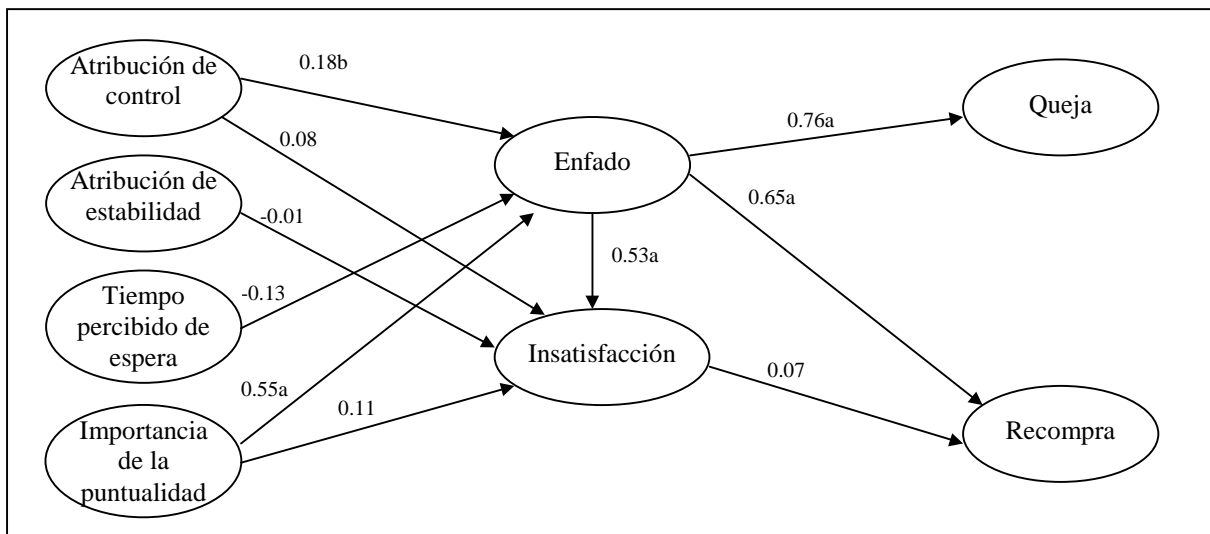 Atribución de
control
0.18b
0.08
Atribución de
estabilidad
-0.01
Tiempo
percibido de
espera
-0.13
Importancia
de la
puntualidad
0.55a
0.11
Enfado
0.53a
Insatisfacción
0.76a
0.65a
0.07
Queja
Recompra